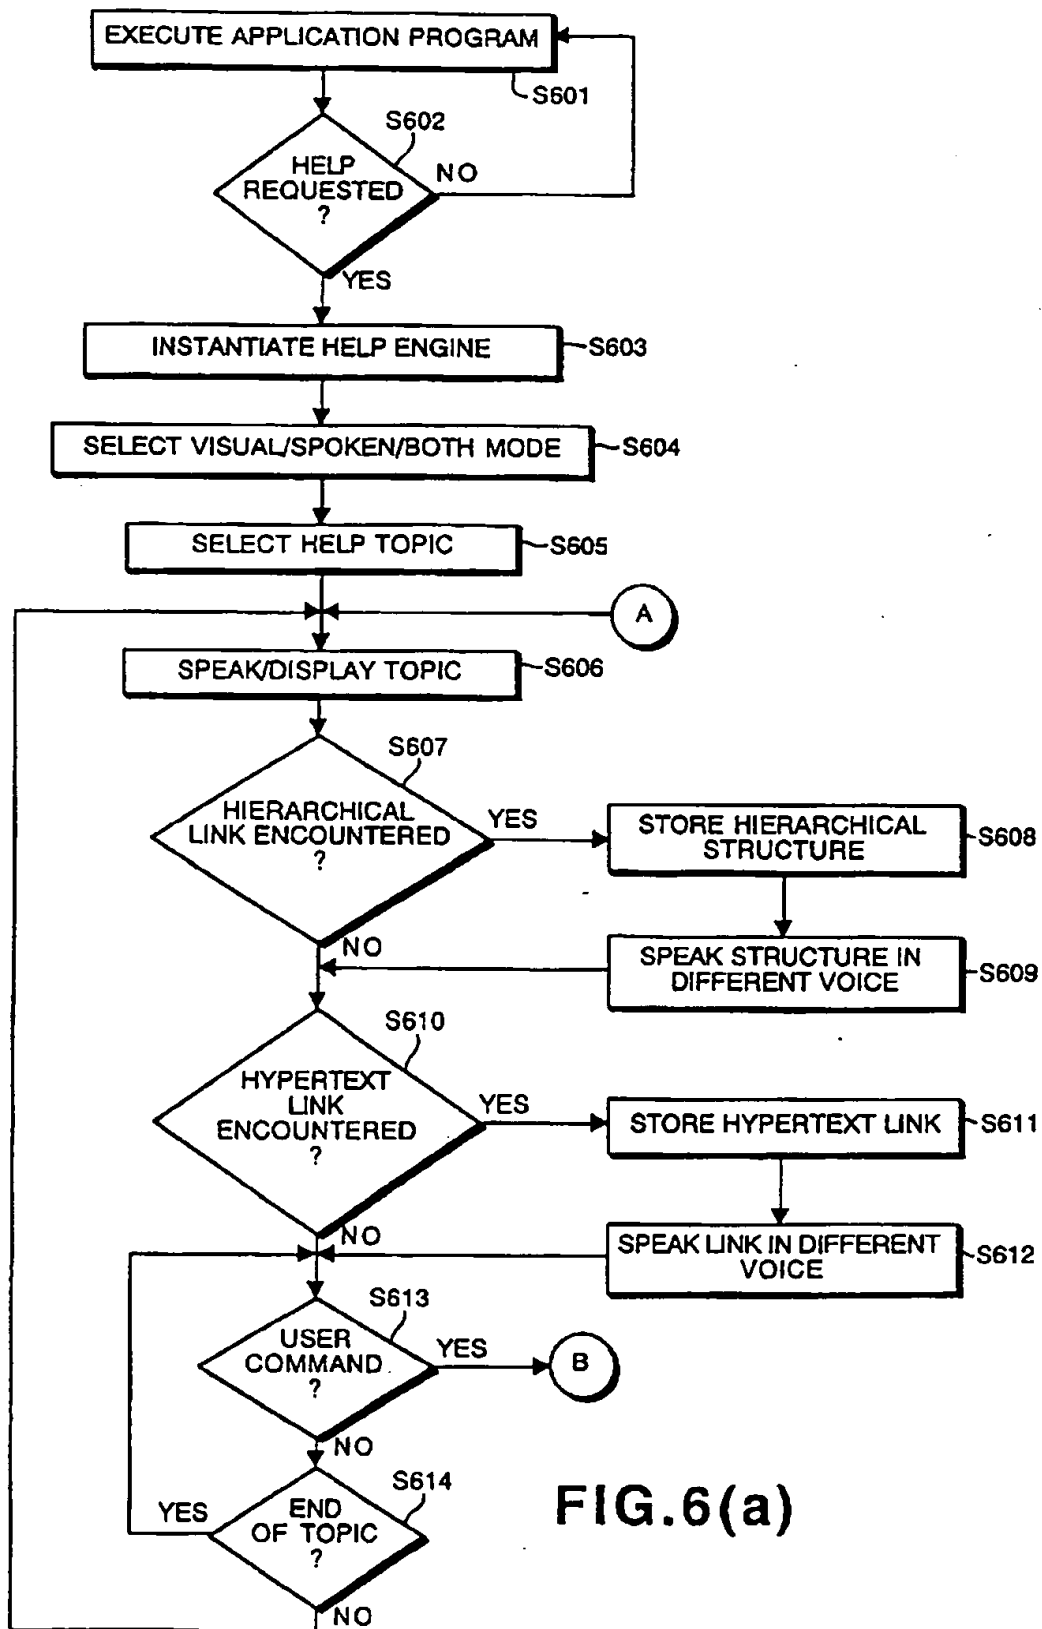 EXECUTE APPLICATION PROGRAM
S601
S602
HELP
REQUESTED
?
NO
YES
INSTANTIATE HELP ENGINE
S603
SELECT VISUAL/SPOKEN/BOTH MODE
S604
SELECT HELP TOPIC
S605
A
SPEAK/DISPLAY TOPIC
S606
S607
HIERARCHICAL
LINK ENCOUNTERED
?
YES
NO
STORE HIERARCHICAL
STRUCTURE
S608
SPEAK STRUCTURE IN
DIFFERENT VOICE
S609
S610
HYPERTEXT
LINK
ENCOUNTERED
?
YES
NO
STORE HYPERTEXT LINK
S611
SPEAK LINK IN DIFFERENT
VOICE
S612
S613
USER
COMMAND
?
YES
B
NO
S614
END
OF TOPIC
?
YES
NO
FIG.6(a)